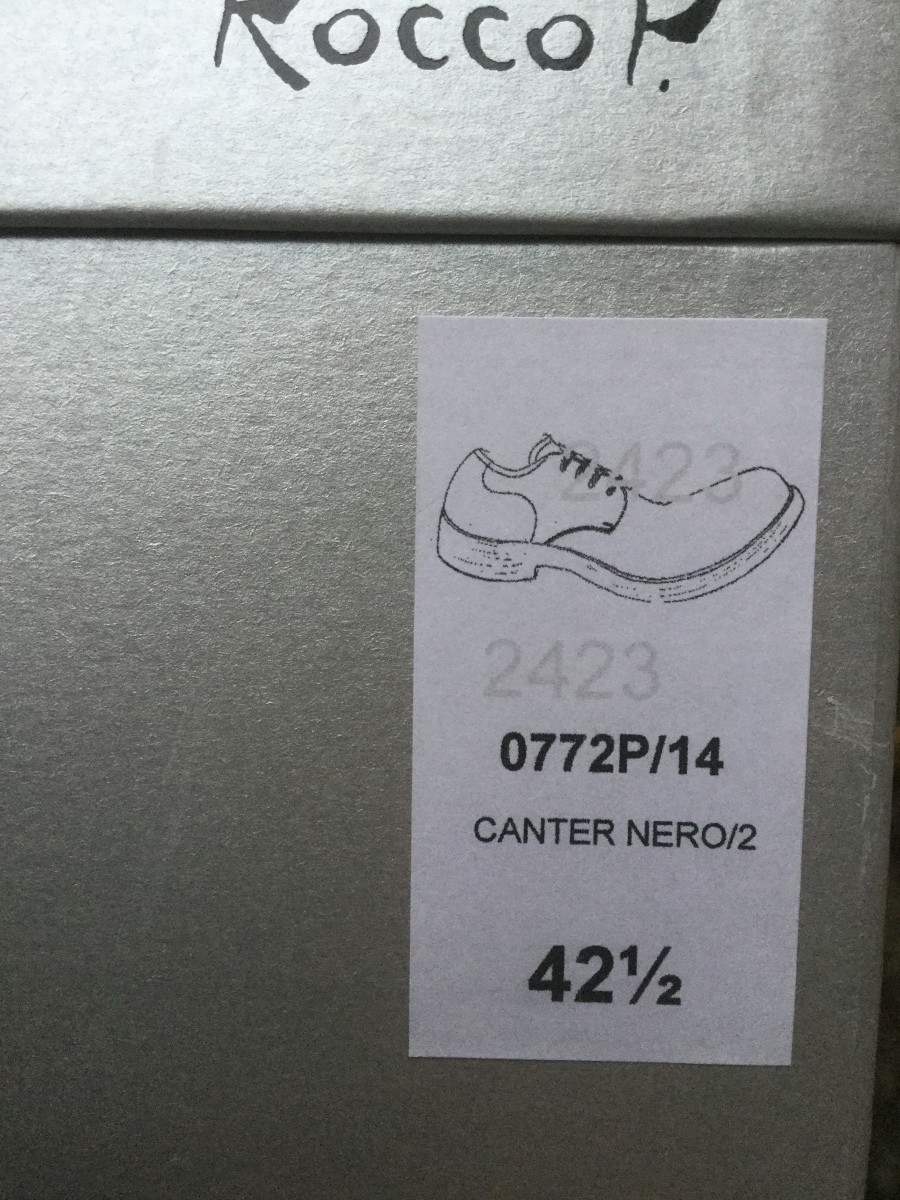 Rocco P.
2423
2423
0772P/14
CANTER NERO/2
42½